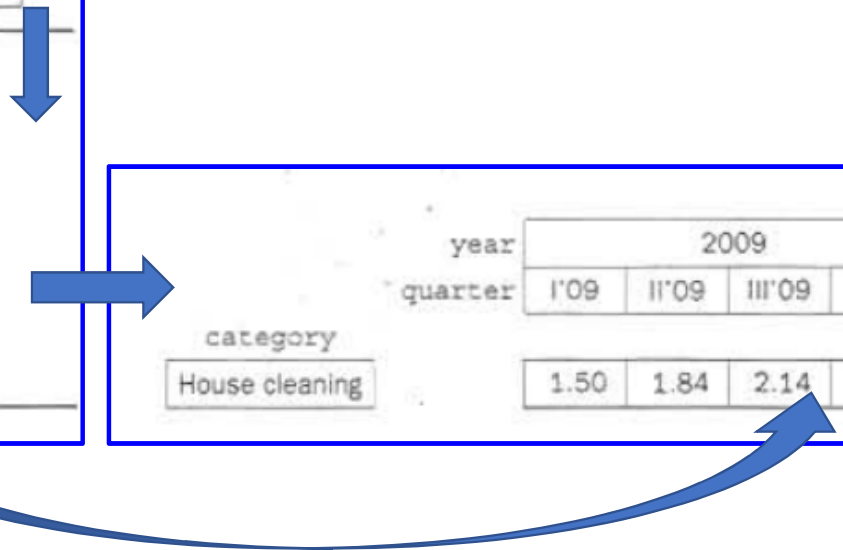 year 2009
quarter I'09 II'09 III'09
category
House cleaning 1.50 1.84 2.14